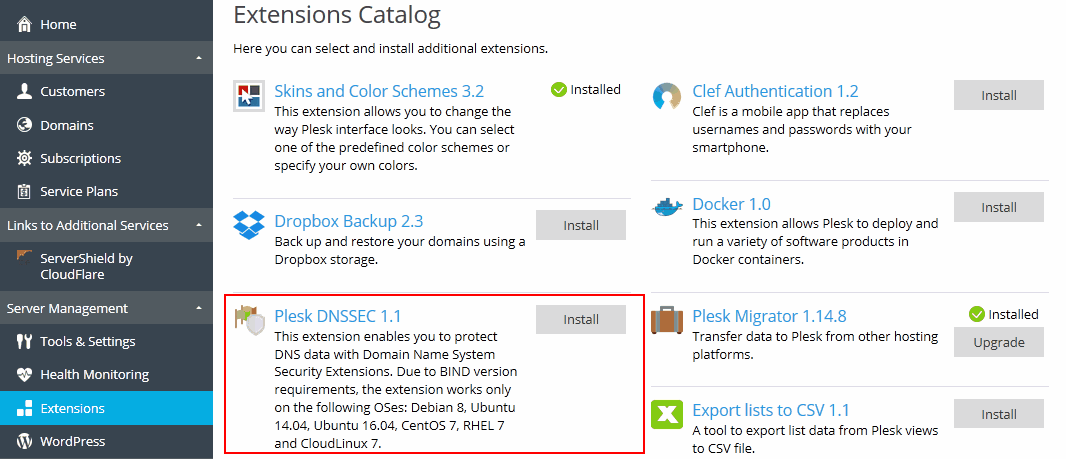 Home
Hosting Services
Customers
Domains
Subscriptions
Service Plans
Links to Additional Services
ServerShield by
CloudFlare
Server Management
Tools & Settings
Health Monitoring
Extensions
WordPress
Extensions Catalog
Here you can select and install additional extensions.
Skins and Color Schemes 3.2
Installed
This extension allows you to change the
way Plesk interface looks. You can select
one of the predefined color schemes or
specify your own colors.
Dropbox Backup 2.3
Install
Back up and restore your domains using a
Dropbox storage.
Plesk DNSSEC 1.1
Install
This extension enables you to protect
DNS data with Domain Name System
Security Extensions. Due to BIND version
requirements, the extension works only
on the following OSes: Debian 8, Ubuntu
14.04, Ubuntu 16.04, CentOS 7, RHEL 7
and CloudLinux 7.
Clef Authentication 1.2
Install
Clef is a mobile app that replaces
usernames and passwords with your
smartphone.
Docker 1.0
Install
This extension allows Plesk to deploy and
run a variety of software products in
Docker containers.
Plesk Migrator 1.14.8
Installed
Transfer data to Plesk from other hosting
platforms.
Upgrade
Export lists to CSV 1.1
Install
A tool to export list data from Plesk views
to CSV file.